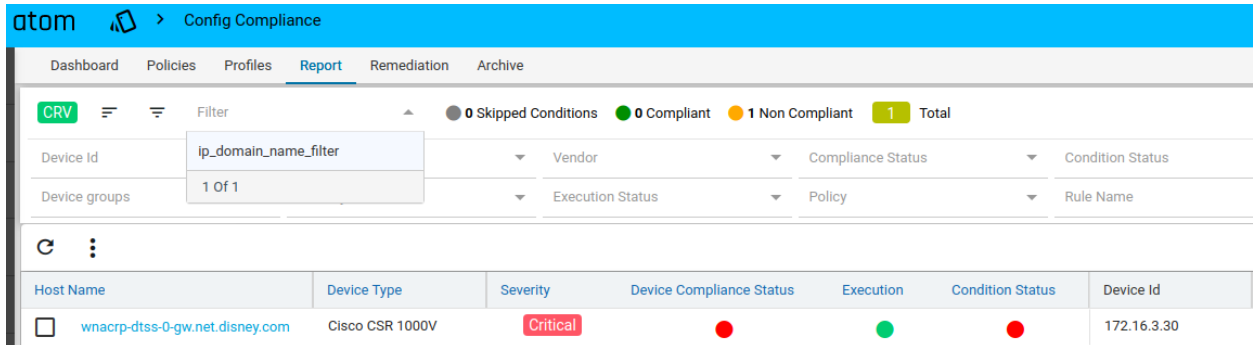 atom > Config Compliance
Dashboard Policies Profiles Report Remediation Archive
CRV Filter 0 Skipped Conditions 0 Compliant 1 Non Compliant 1 Total
Device Id ip_domain_name_filter Vendor Compliance Status Condition Status
Device groups 1 Of 1 Execution Status Policy Rule Name
Host Name Device Type Severity Device Compliance Status Execution Condition Status Device Id
wnacrp-dtss-0-gw.net.disney.com Cisco CSR 1000V Critical 172.16.3.30